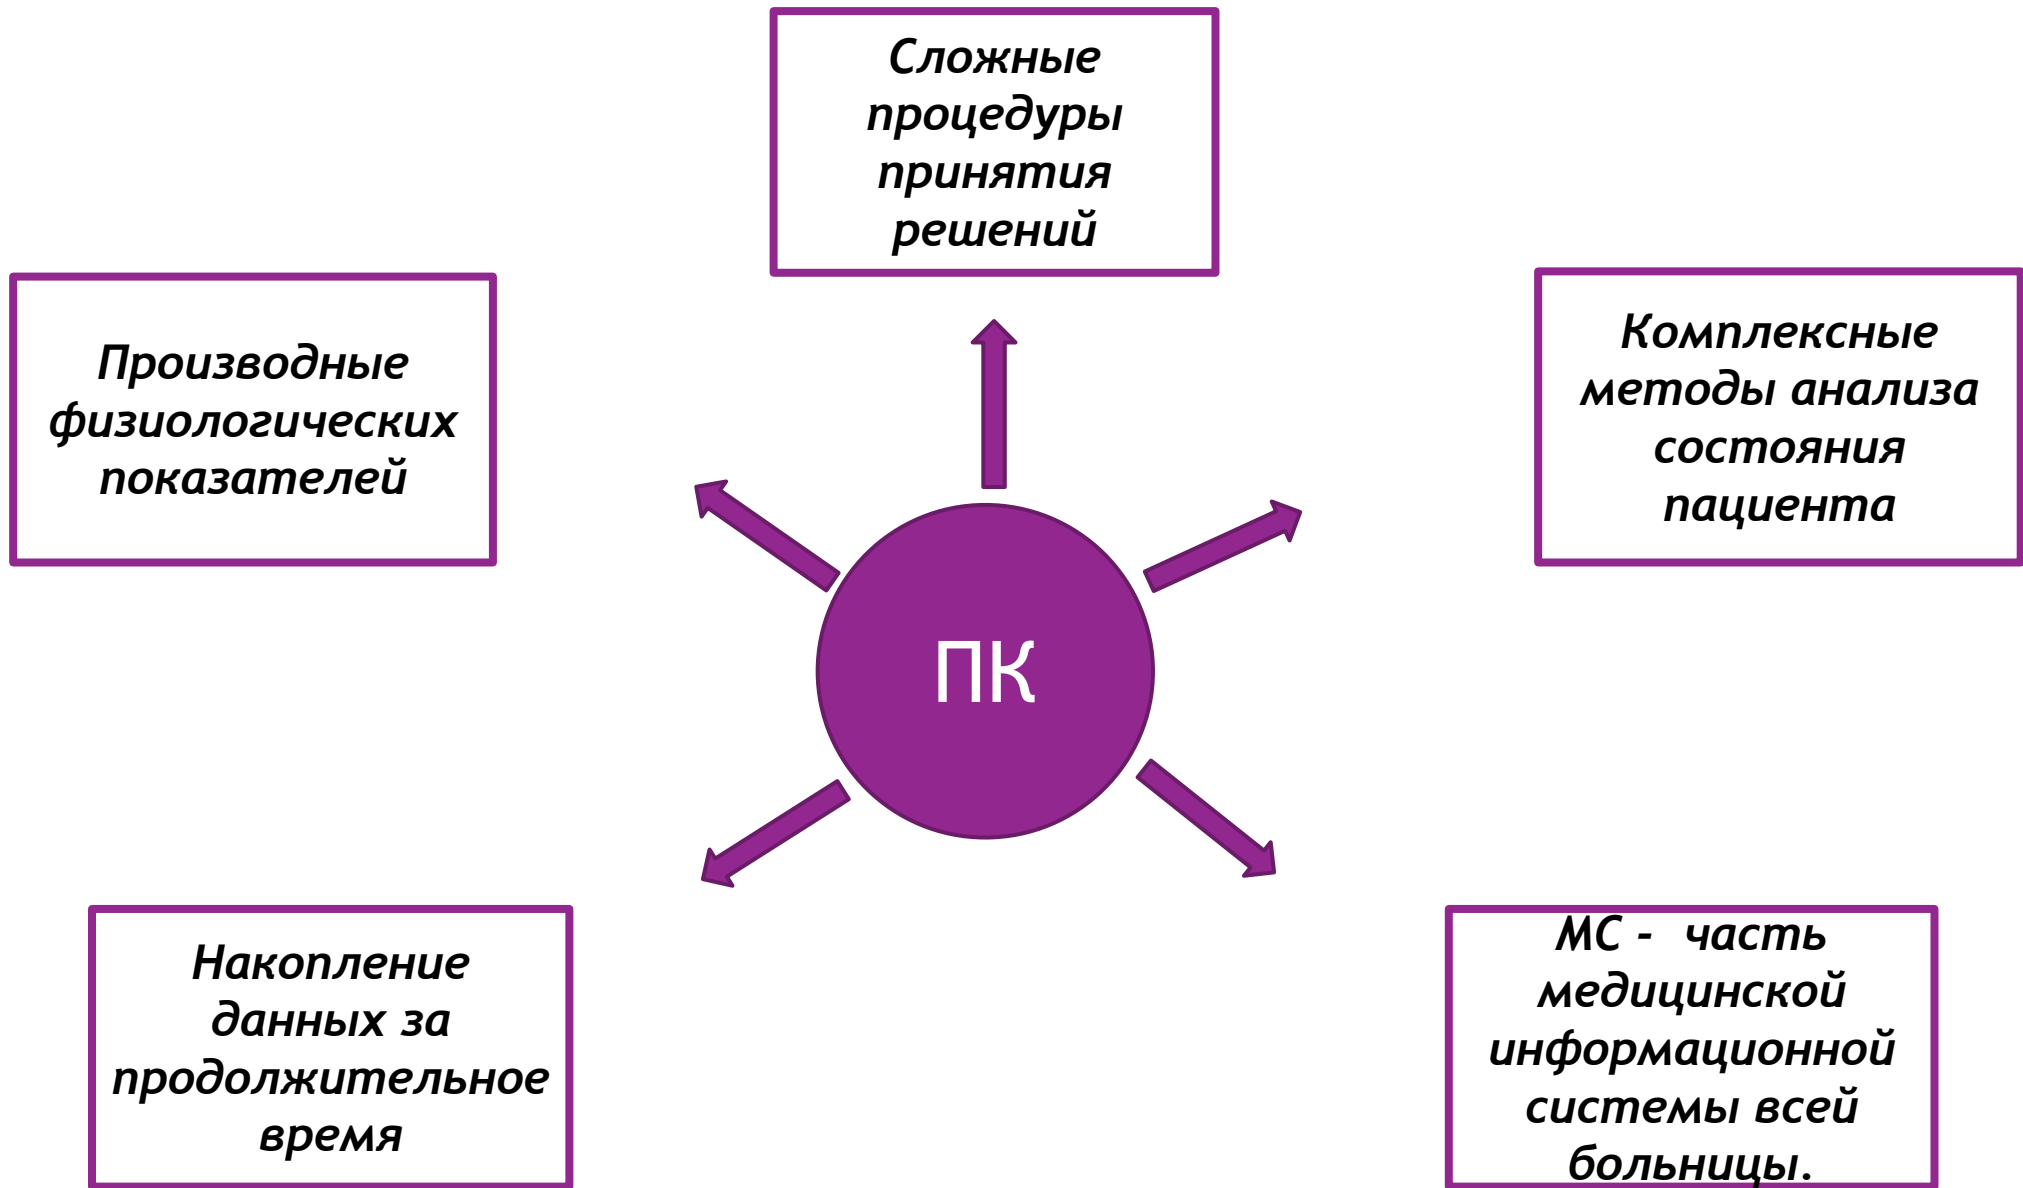 Сложные
процедуры
принятия
решений
Производные
физиологических
показателей
Комплексные
методы анализа
состояния
пациента
ПК
Накопление
данных за
продолжительное
время
МС - часть
медицинской
информационной
системы всей
больницы.